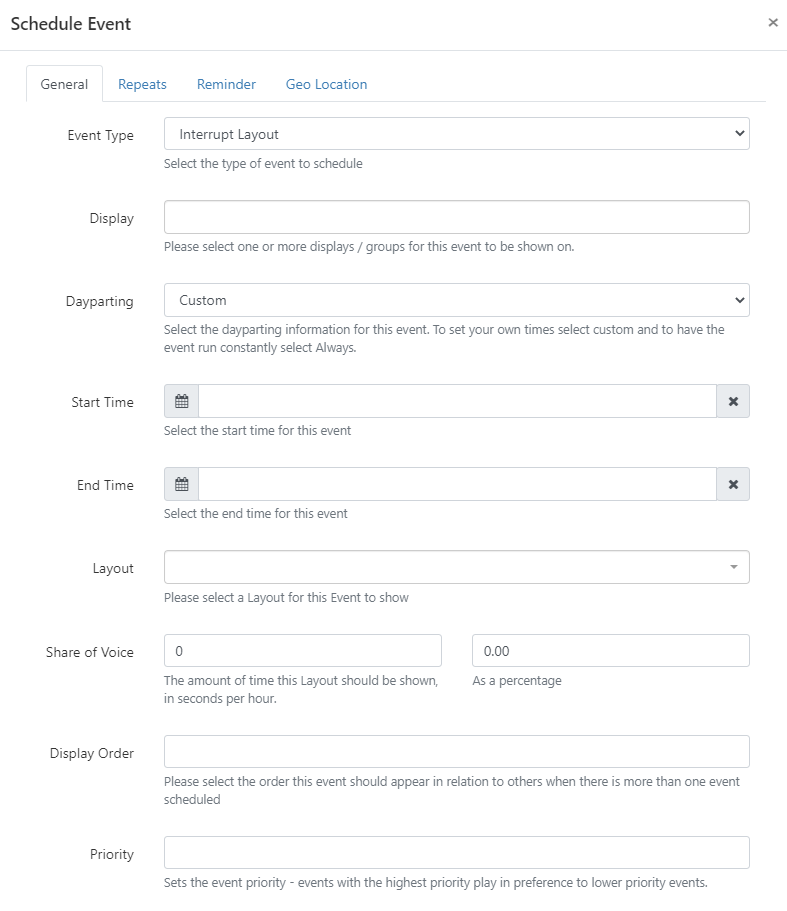 Schedule Event
×
General Repeats Reminder Geo Location
Event Type Interrupt Layout
Select the type of event to schedule
Display
Please select one or more displays / groups for this event to be shown on.
Dayparting Custom
Select the dayparting information for this event. To set your own times select custom and to have the
event run constantly select Always.
Start Time
Select the start time for this event
End Time
Select the end time for this event
Layout
Please select a Layout for this Event to show
Share of Voice 0 0.00
The amount of time this Layout should be shown, As a percentage
in seconds per hour.
Display Order
Please select the order this event should appear in relation to others when there is more than one event
scheduled
Priority
Sets the event priority - events with the highest priority play in preference to lower priority events.